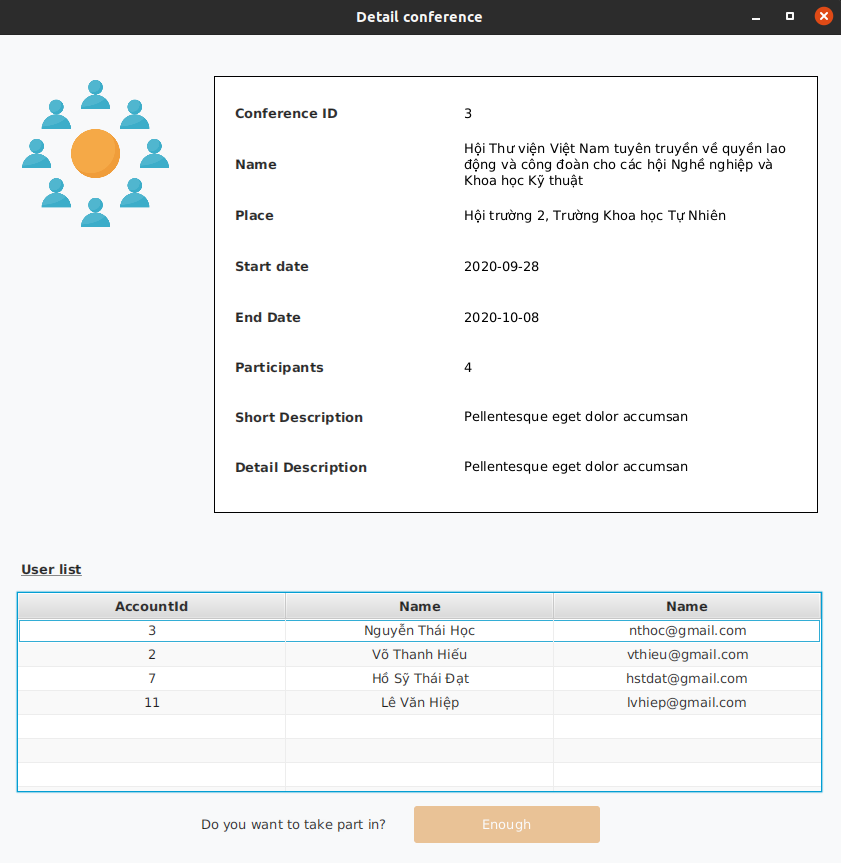 Detail conference
Conference ID 3
Name Hội Thư viện Việt Nam tuyên truyền về quyền lao
động và công đoàn cho các hội Nghề nghiệp và
Khoa học Kỹ thuật
Place Hội trường 2, Trường Khoa học Tự Nhiên
Start date 2020-09-28
End Date 2020-10-08
Participants 4
Short Description Pellentesque eget dolor accumsan
Detail Description Pellentesque eget dolor accumsan
User list
AccountId Name Name
3 Nguyễn Thái Học nthoc@gmail.com
2 Võ Thanh Hiếu vthieu@gmail.com
7 Hồ Sỹ Thái Đạt hstdat@gmail.com
11 Lê Văn Hiệp lvhiep@gmail.com
Do you want to take part in? Enough